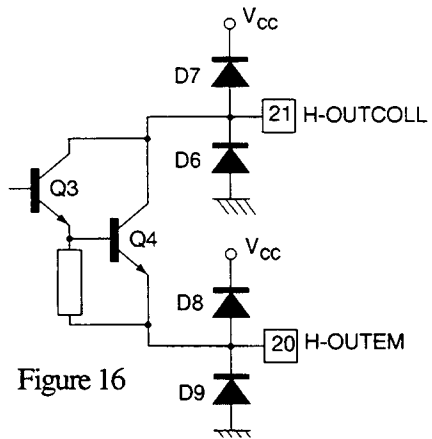 Vcc
D7
21 H-OUTCOLL
D6
Q3
Q4
Vcc
D8
20 H-OUTEM
D9
Figure 16